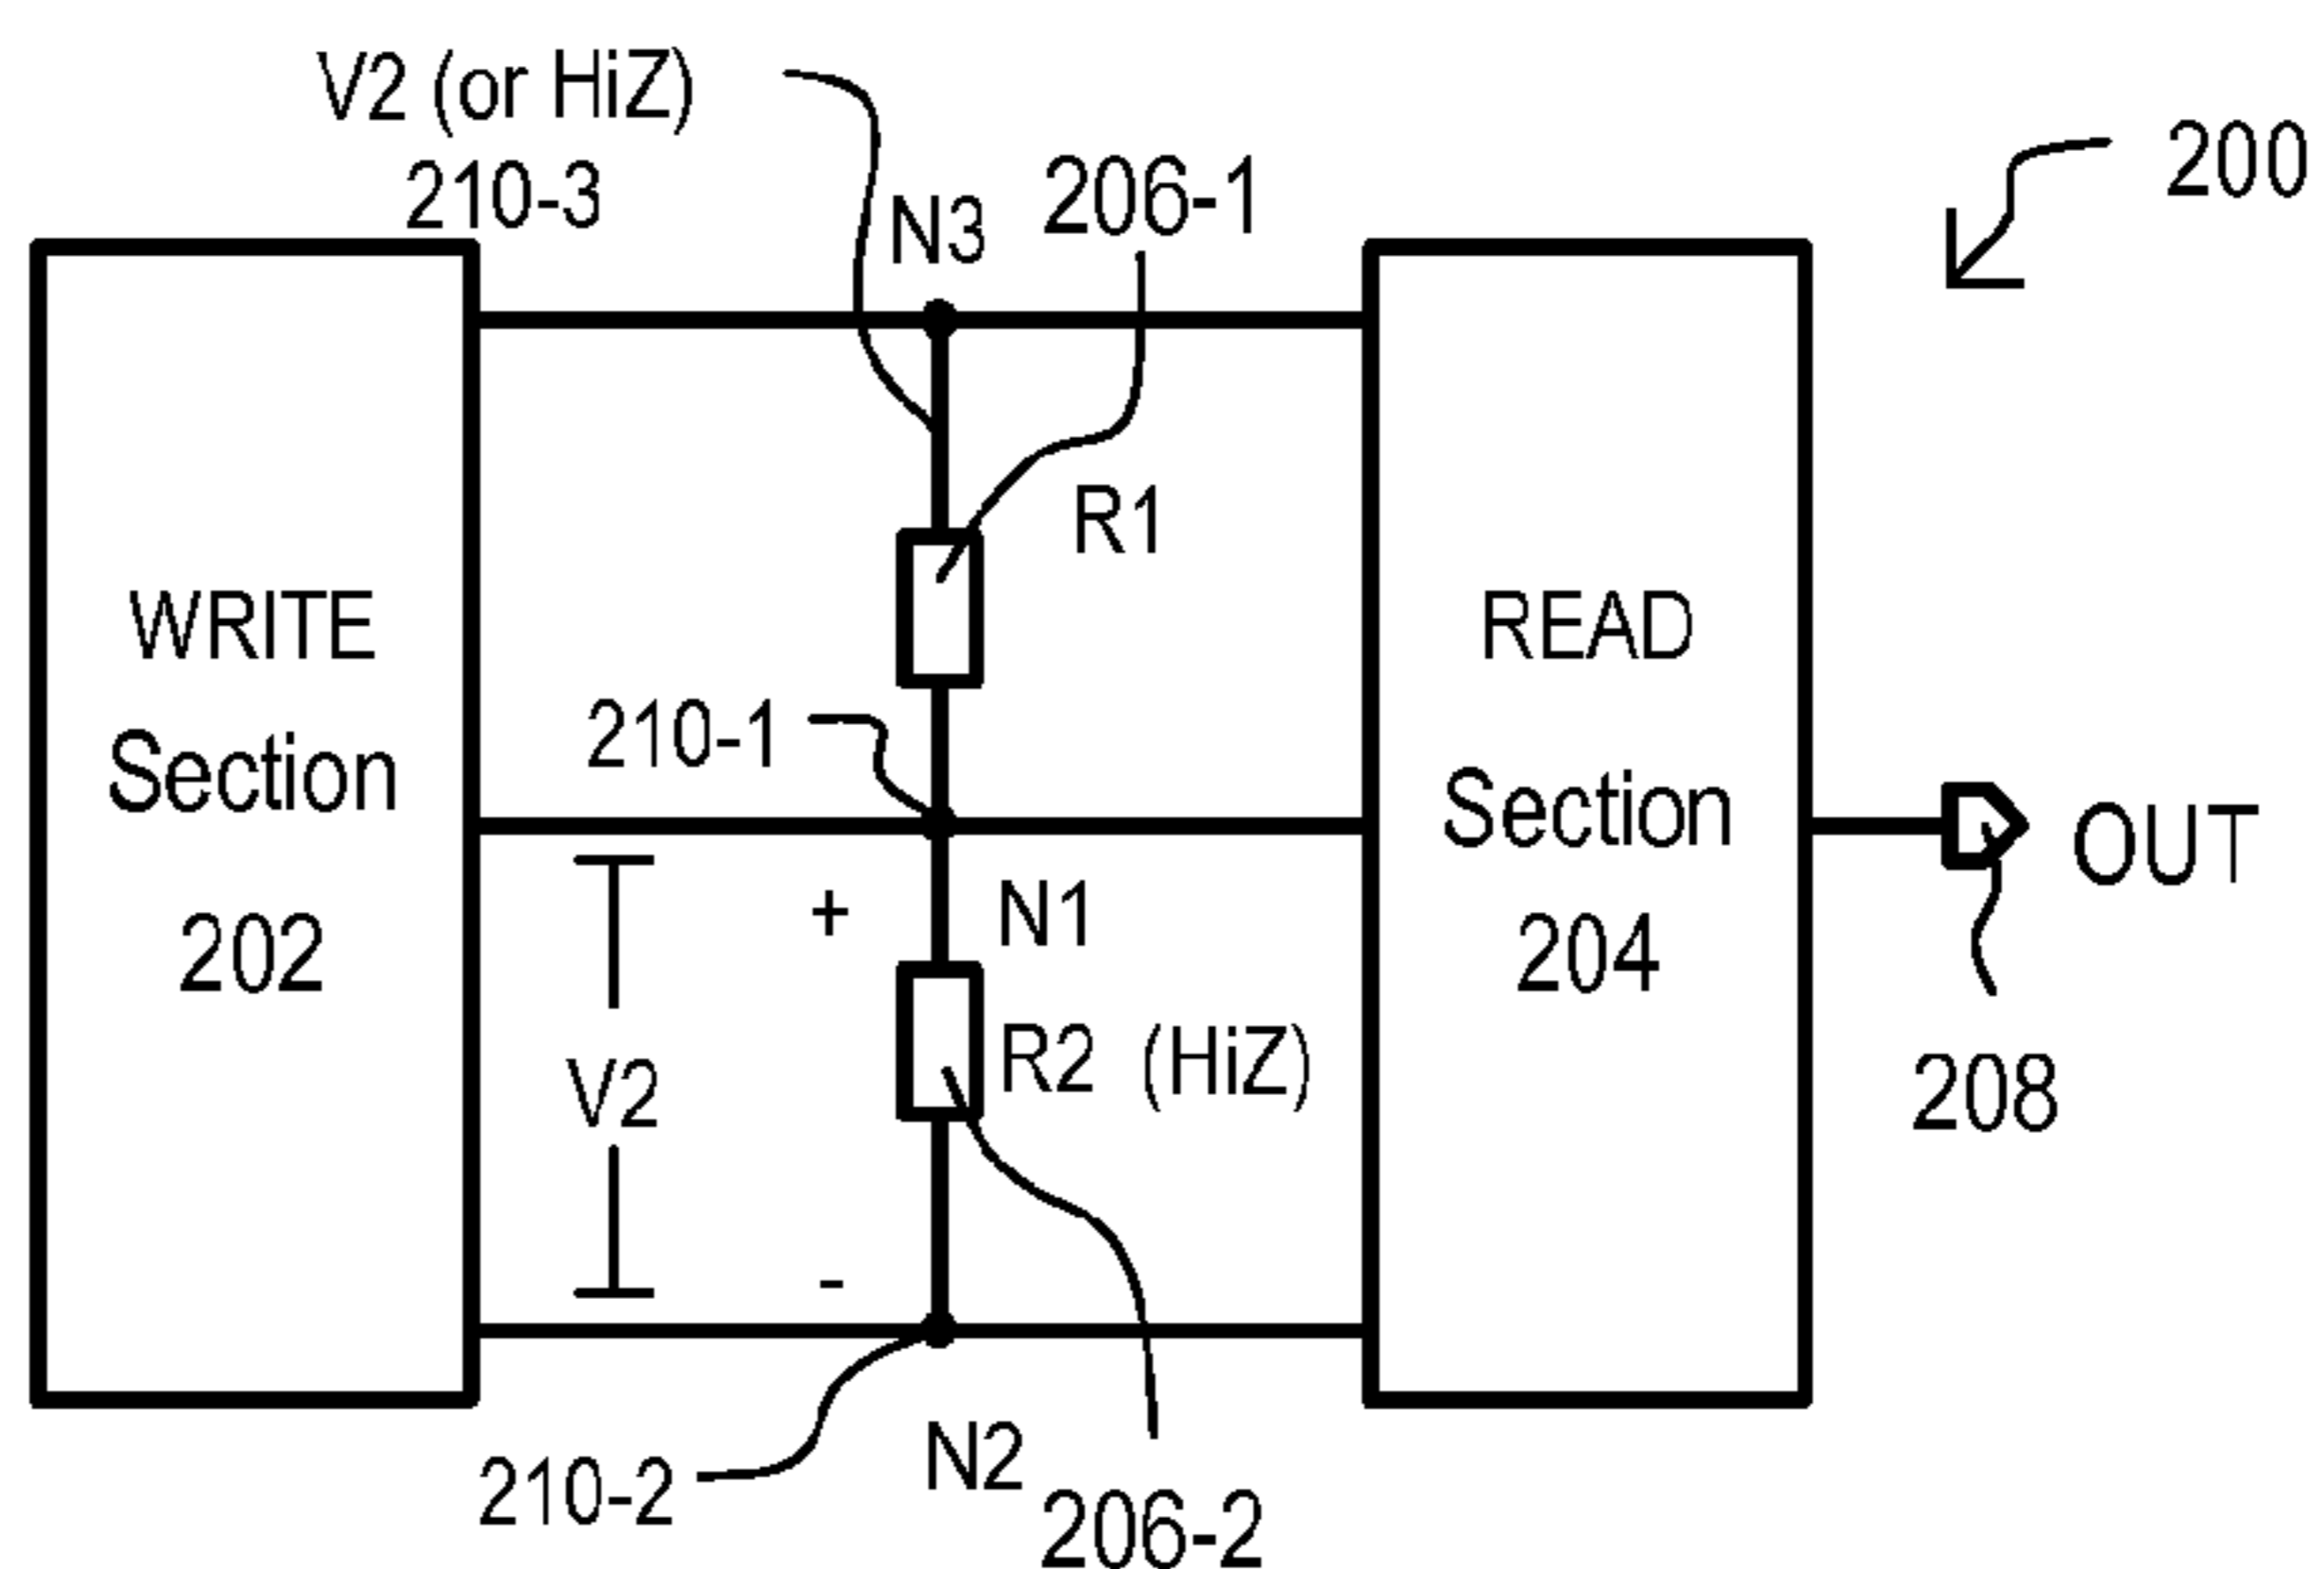 V2 (or HiZ)
210-3
N3
206-1
200
R1
WRITE
Section
202
READ
Section
204
210-1
OUT
+
N1
V2
R2 (HiZ)
208
-
210-2
N2
206-2